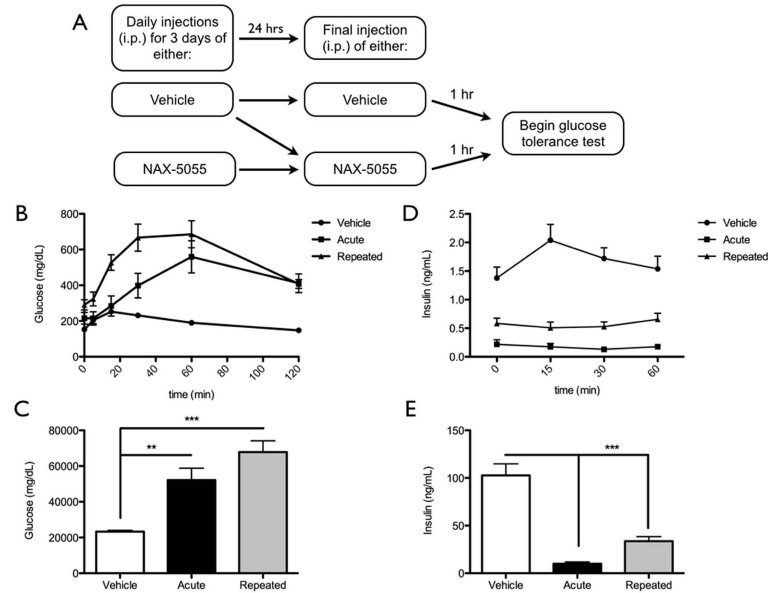 A
Daily injections
(i.p.) for 3 days of
either:
24 hrs
Final injection
(i.p.) of either:
Vehicle
Vehicle
1 hr
Begin glucose
tolerance test
NAX-5055
NAX-5055
1 hr
B
800
600
400
200
0
Glucose (mg/dL)
0
20
40
60
80
100
120
time (min)
Vehicle
Acute
Repeated
D
2.5
2.0
1.5
1.0
0.5
0.0
Insulin (ng/mL)
0
15
30
60
time (min)
Vehicle
Acute
Repeated
C
80000
60000
40000
20000
0
Glucose (mg/dL)
***
**
Vehicle
Acute
Repeated
E
150
100
50
0
Insulin (ng/mL)
***
Vehicle
Acute
Repeated